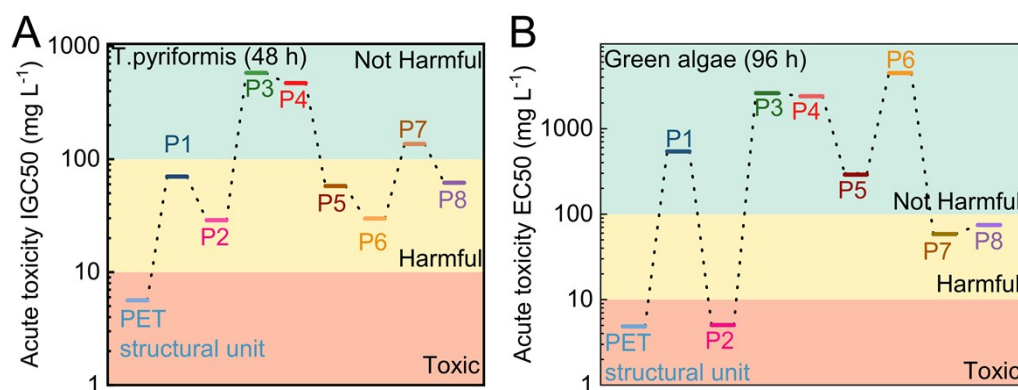 A
Acute toxicity IGC50 (mg L⁻¹)
1000
100
10
1
T.pyriformis (48 h)
Not Harmful
P3
P4
P1
P7
P2
P5
P6
P8
Harmful
PET
structural unit
Toxic
B
Acute toxicity EC50 (mg L⁻¹)
1000
100
10
1
Green algae (96 h)
P6
P3
P4
P1
P5
Not Harmful
P7
P8
Harmful
PET
P2
structural unit
Toxic